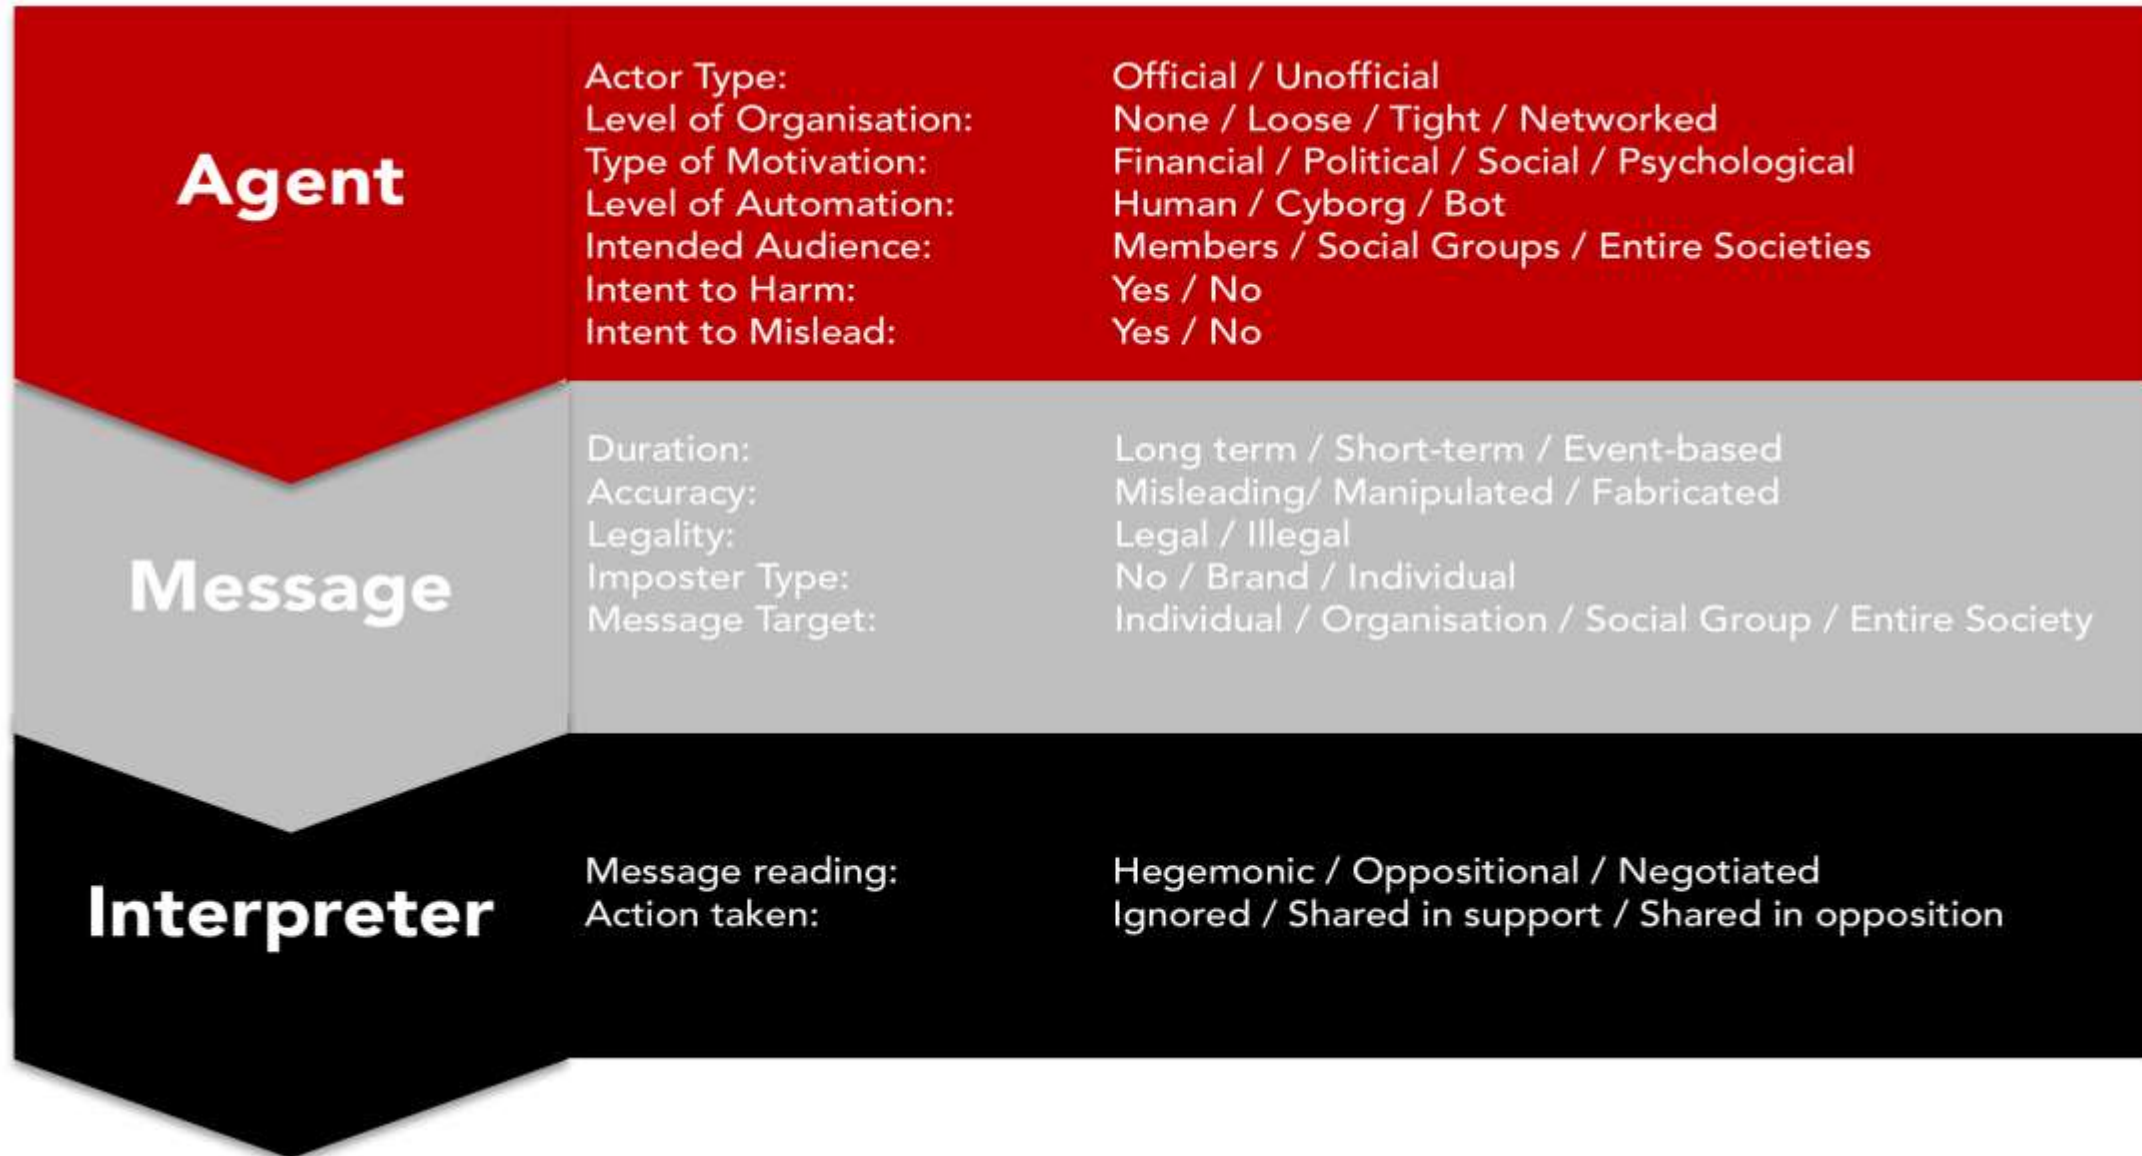 Agent
Actor Type: Official / Unofficial
Level of Organisation: None / Loose / Tight / Networked
Type of Motivation: Financial / Political / Social / Psychological
Level of Automation: Human / Cyborg / Bot
Intended Audience: Members / Social Groups / Entire Societies
Intent to Harm: Yes / No
Intent to Mislead: Yes / No
Message
Duration: Long term / Short-term / Event-based
Accuracy: Misleading/ Manipulated / Fabricated
Legality: Legal / Illegal
Imposter Type: No / Brand / Individual
Message Target: Individual / Organisation / Social Group / Entire Society
Interpreter
Message reading: Hegemonic / Oppositional / Negotiated
Action taken: Ignored / Shared in support / Shared in opposition